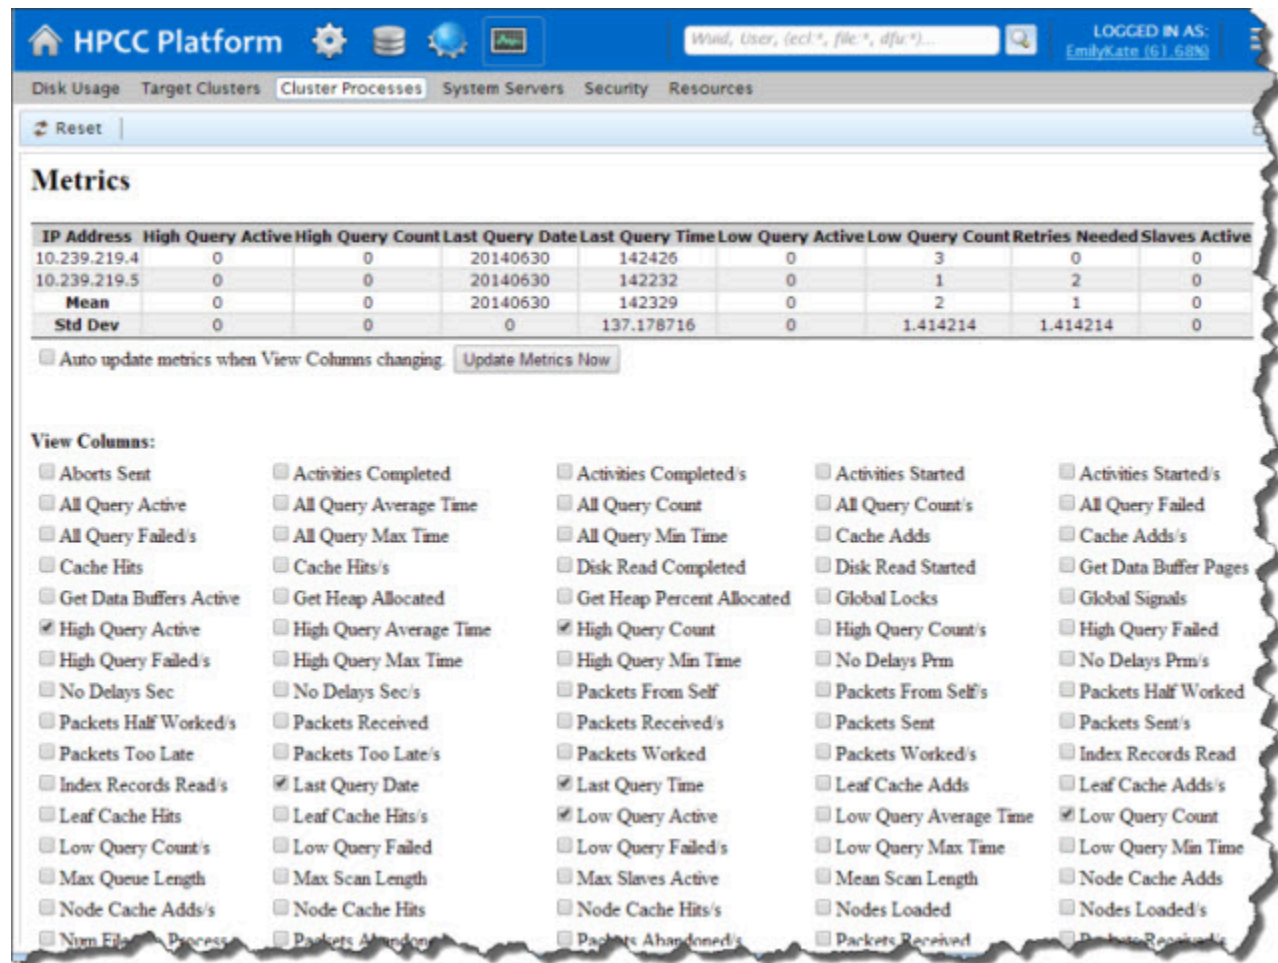 HPCC Platform Wuid, User, (ecl:*, file:*, dfu:*)... LOGGED IN AS:
EmilyKate (61.68%)
Disk Usage Target Clusters Cluster Processes System Servers Security Resources
Reset
Metrics
IP Address High Query Active High Query Count Last Query Date Last Query Time Low Query Active Low Query Count Retries Needed Slaves Active
10.239.219.4 0 0 20140630 142426 0 3 0 0
10.239.219.5 0 0 20140630 142232 0 1 2 0
Mean 0 0 20140630 142329 0 2 1 0
Std Dev 0 0 0 137.178716 0 1.414214 1.414214 0
Auto update metrics when View Columns changing. Update Metrics Now
View Columns:
Aborts Sent Activities Completed Activities Completed/s Activities Started Activities Started/s
All Query Active All Query Average Time All Query Count All Query Count/s All Query Failed
All Query Failed/s All Query Max Time All Query Min Time Cache Adds Cache Adds/s
Cache Hits Cache Hits/s Disk Read Completed Disk Read Started Get Data Buffer Pages
Get Data Buffers Active Get Heap Allocated Get Heap Percent Allocated Global Locks Global Signals
High Query Active High Query Average Time High Query Count High Query Count/s High Query Failed
High Query Failed/s High Query Max Time High Query Min Time No Delays Prm No Delays Prm/s
No Delays Sec No Delays Sec/s Packets From Self Packets From Self/s Packets Half Worked
Packets Half Worked/s Packets Received Packets Received/s Packets Sent Packets Sent/s
Packets Too Late Packets Too Late/s Packets Worked Packets Worked/s Index Records Read
Index Records Read/s Last Query Date Last Query Time Leaf Cache Adds Leaf Cache Adds/s
Leaf Cache Hits Leaf Cache Hits/s Low Query Active Low Query Average Time Low Query Count
Low Query Count/s Low Query Failed Low Query Failed/s Low Query Max Time Low Query Min Time
Max Queue Length Max Scan Length Max Slaves Active Mean Scan Length Node Cache Adds
Node Cache Adds/s Node Cache Hits Node Cache Hits/s Nodes Loaded Nodes Loaded/s
Num Process Packets Packets Abandoned/s Packets Received